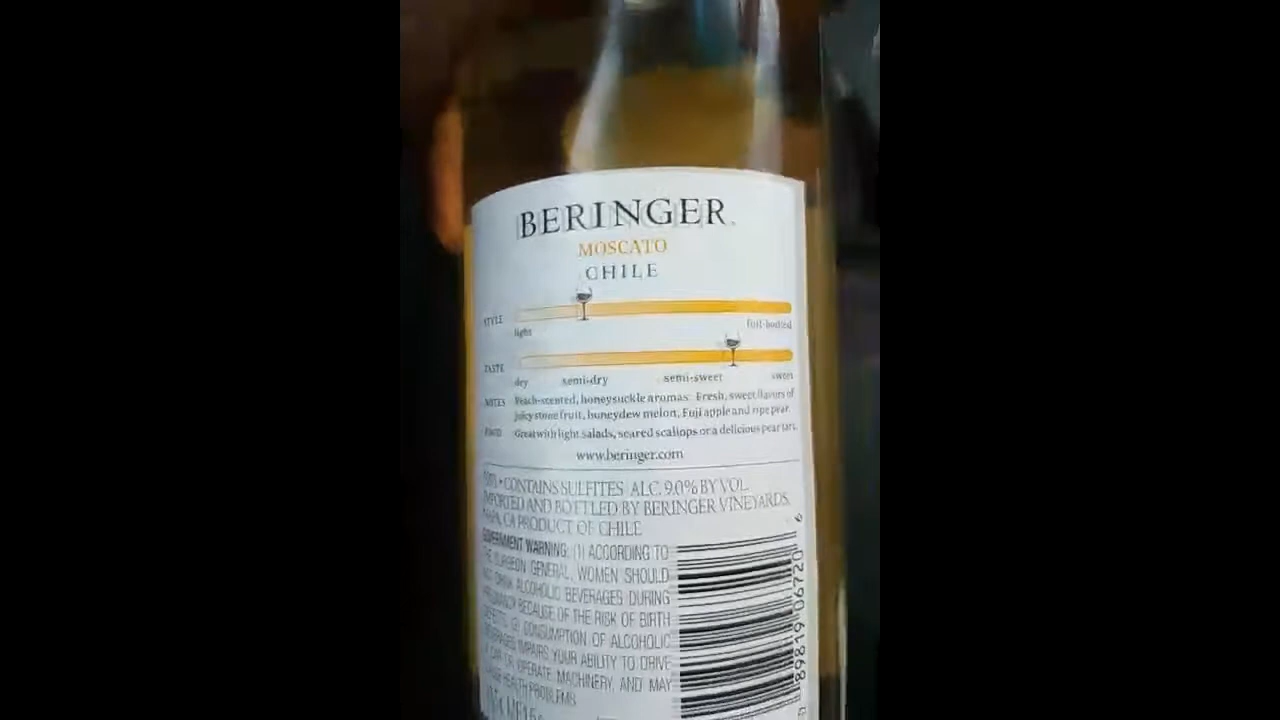 BERINGER
MOSCATO
CHILE
STYLE
light full-bodied
TASTE
dry semi-dry semi-sweet sweet
NOTES Peach-scented, honeysuckle aromas. Fresh, sweet flavors of
juicy stone fruit, honeydew melon, Fuji apple and ripe pear.
FOOD Great with light salads, seared scallops or a delicious pear tart.
www.beringer.com
• CONTAINS SULFITES ALC. 9.0% BY VOL.
IMPORTED AND BOTTLED BY BERINGER VINEYARDS,
NAPA, CA PRODUCT OF CHILE
GOVERNMENT WARNING: (1) ACCORDING TO
THE SURGEON GENERAL, WOMEN SHOULD
NOT DRINK ALCOHOLIC BEVERAGES DURING
PREGNANCY BECAUSE OF THE RISK OF BIRTH
DEFECTS. (2) CONSUMPTION OF ALCOHOLIC
BEVERAGES IMPAIRS YOUR ABILITY TO DRIVE
A CAR OR OPERATE MACHINERY, AND MAY
CAUSE HEALTH PROBLEMS.
89819 06720 6